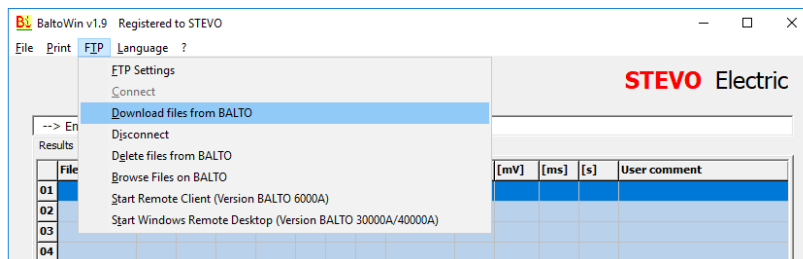 BaltoWin v1.9 Registered to STEVO
File Print FTP Language ?
FTP Settings
STEVO Electric
Connect
Download files from BALTO
--> En
Disconnect
Results
Delete files from BALTO
File
Browse Files on BALTO
[mV] [ms] [s] User comment
01
Start Remote Client (Version BALTO 6000A)
02
Start Windows Remote Desktop (Version BALTO 30000A/40000A)
03
04